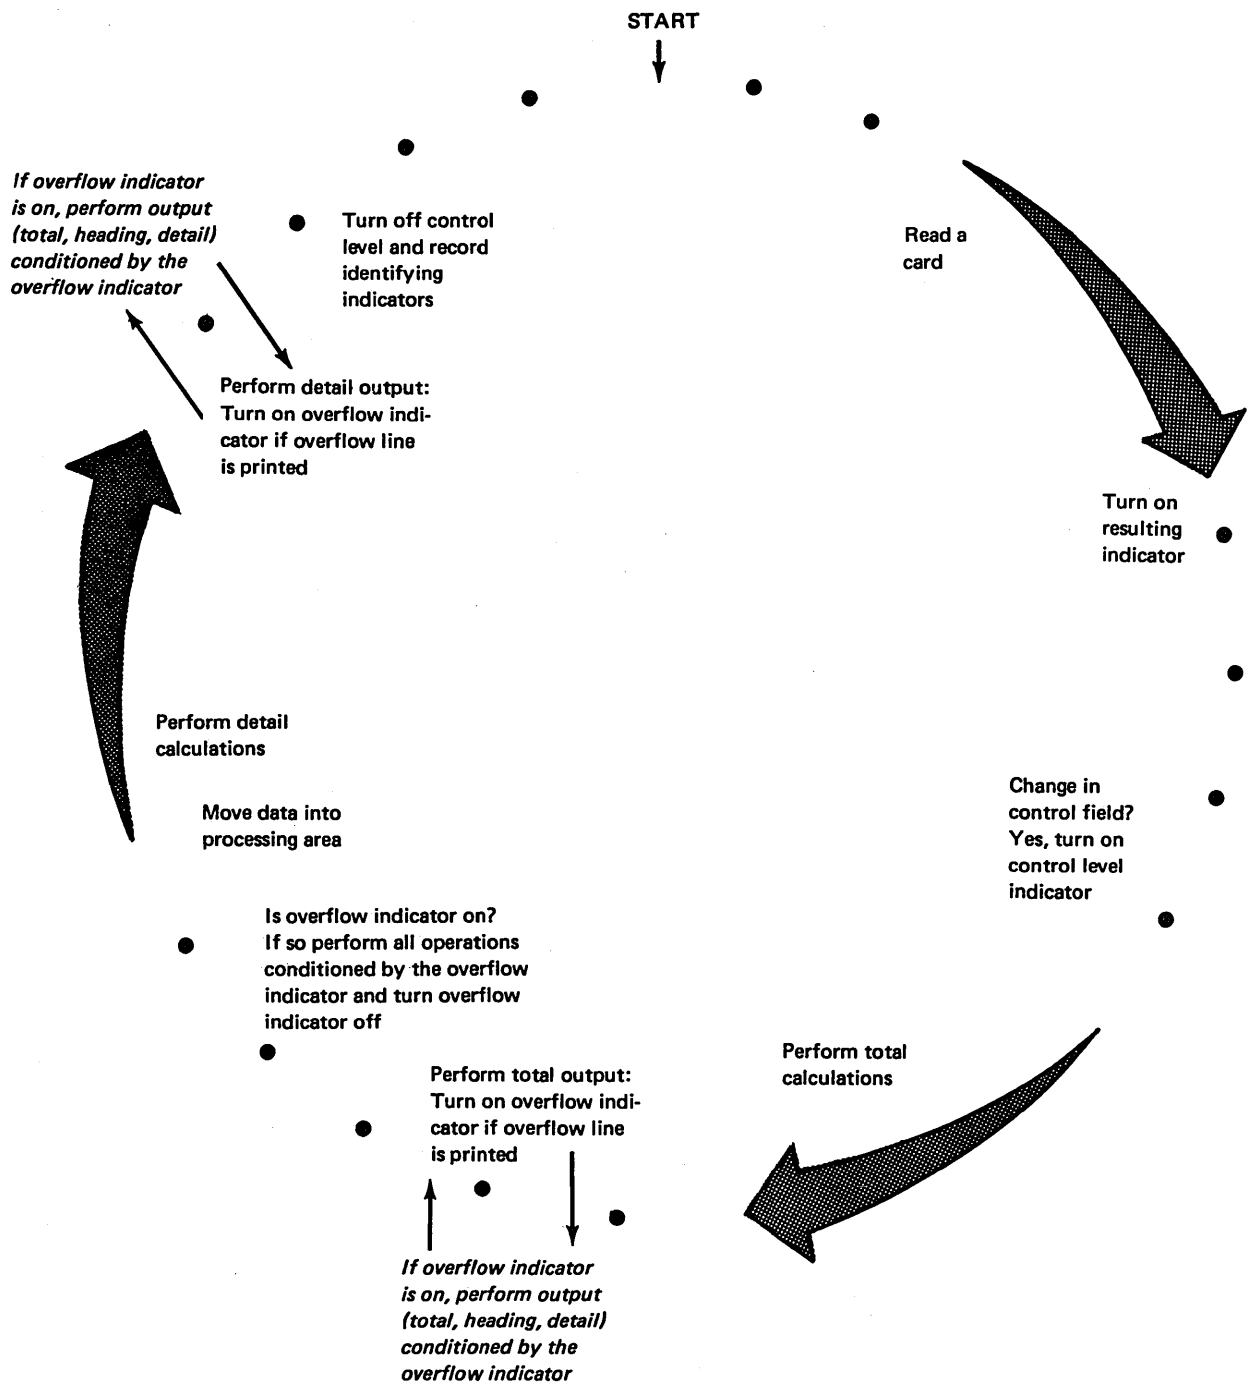 START
Read a
card
Turn on
resulting
indicator
Change in
control field?
Yes, turn on
control level
indicator
Perform total
calculations
Perform total output:
Turn on overflow indi-
cator if overflow line
is printed
If overflow indicator
is on, perform output
(total, heading, detail)
conditioned by the
overflow indicator
Is overflow indicator on?
If so perform all operations
conditioned by the overflow
indicator and turn overflow
indicator off
Move data into
processing area
Perform detail
calculations
Perform detail output:
Turn on overflow indi-
cator if overflow line
is printed
If overflow indicator
is on, perform output
(total, heading, detail)
conditioned by the
overflow indicator
Turn off control
level and record
identifying
indicators